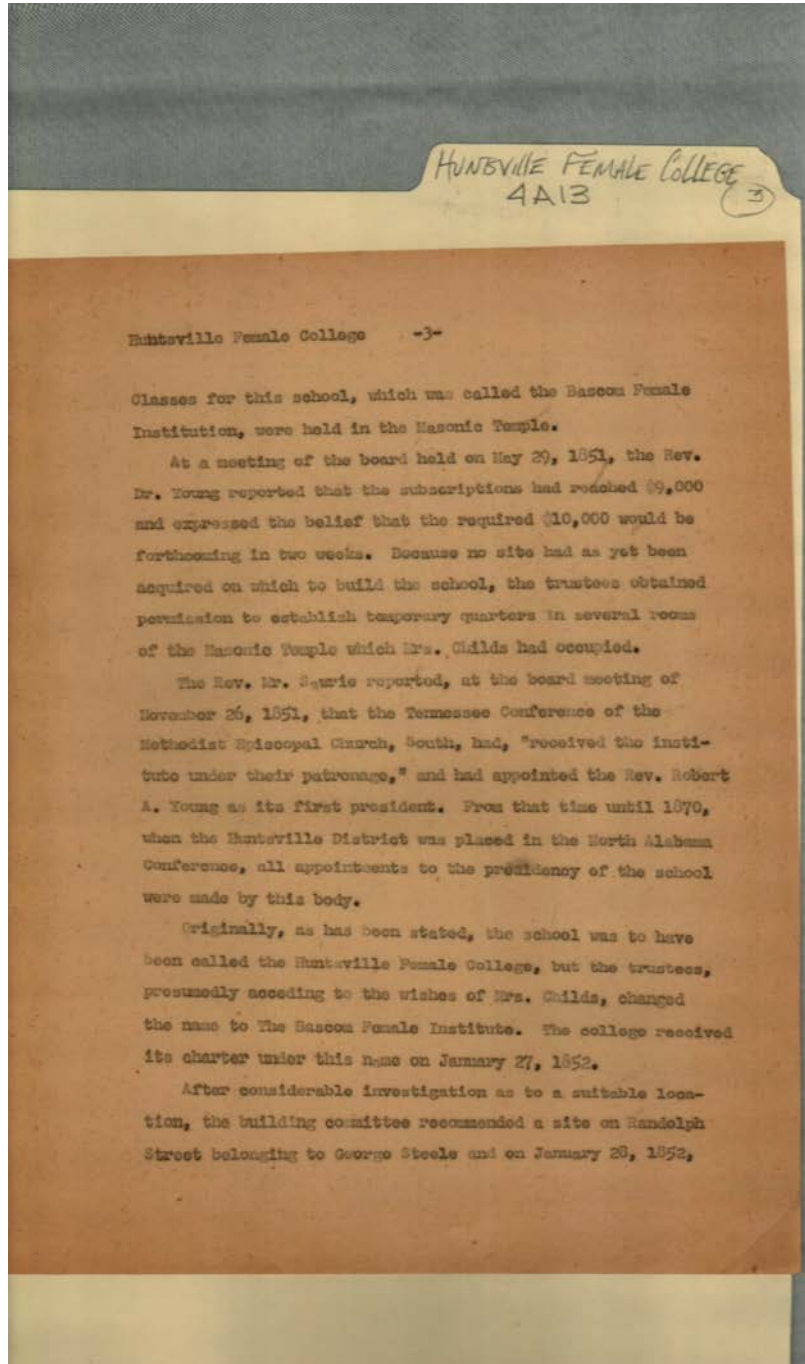 HUNTSVILLE FEMALE COLLEGE
4A13
3
Huntsville Female College -3-
Classes for this school, which was called the Bascom Female
Institution, were held in the Masonic Temple.
At a meeting of the board held on May 29, 1851, the Rev.
Dr. Young reported that the subscriptions had reached $9,000
and expressed the belief that the required $10,000 would be
forthcoming in two weeks. Because no site had as yet been
acquired on which to build the school, the trustees obtained
permission to establish temporary quarters in several rooms
of the Masonic Temple which Mrs. Childs had occupied.
The Rev. Mr. reported, at the board meeting of
November 26, 1851, that the Tennessee Conference of the
Methodist Episcopal Church, South, had, "received the insti-
tute under their patronage," and had appointed the Rev. Robert
A. Young as its first president. From that time until 1870,
when the Huntsville District was placed in the North Alabama
Conference, all appointments to the presidency of the school
were made by this body.
Originally, as has been stated, the school was to have
been called the Huntsville Female College, but the trustees,
presumedly acceding to the wishes of Mrs. Childs, changed
the name to The Bascom Female Institute. The college received
its charter under this name on January 27, 1852.
After considerable investigation as to a suitable loca-
tion, the building committee recommended a site on Randolph
Street belonging to George Steele and on January 28, 1852,